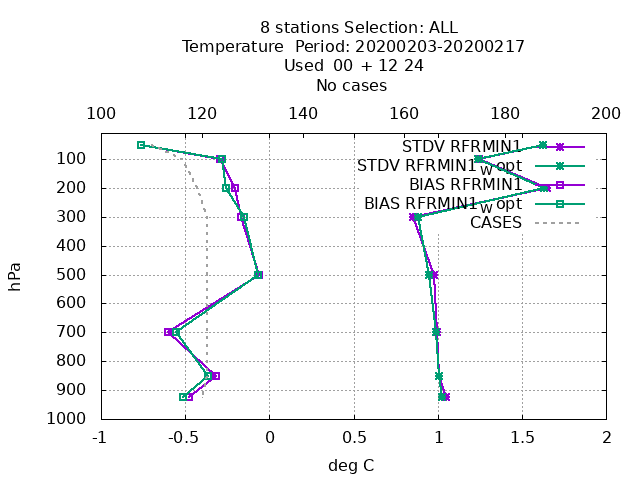 8 stations Selection: ALL
Temperature  Period: 20200203-20200217
Used  00  + 12 24
No cases
100 120 140 160 180 200
STDV RFRMIN1
100
STDV RFRMIN1_W opt
200
BIAS RFRMIN1
BIAS RFRMIN1_W opt
300
CASES
400
hPa
500
600
700
800
900
1000
-1 -0.5 0 0.5 1 1.5 2
deg C